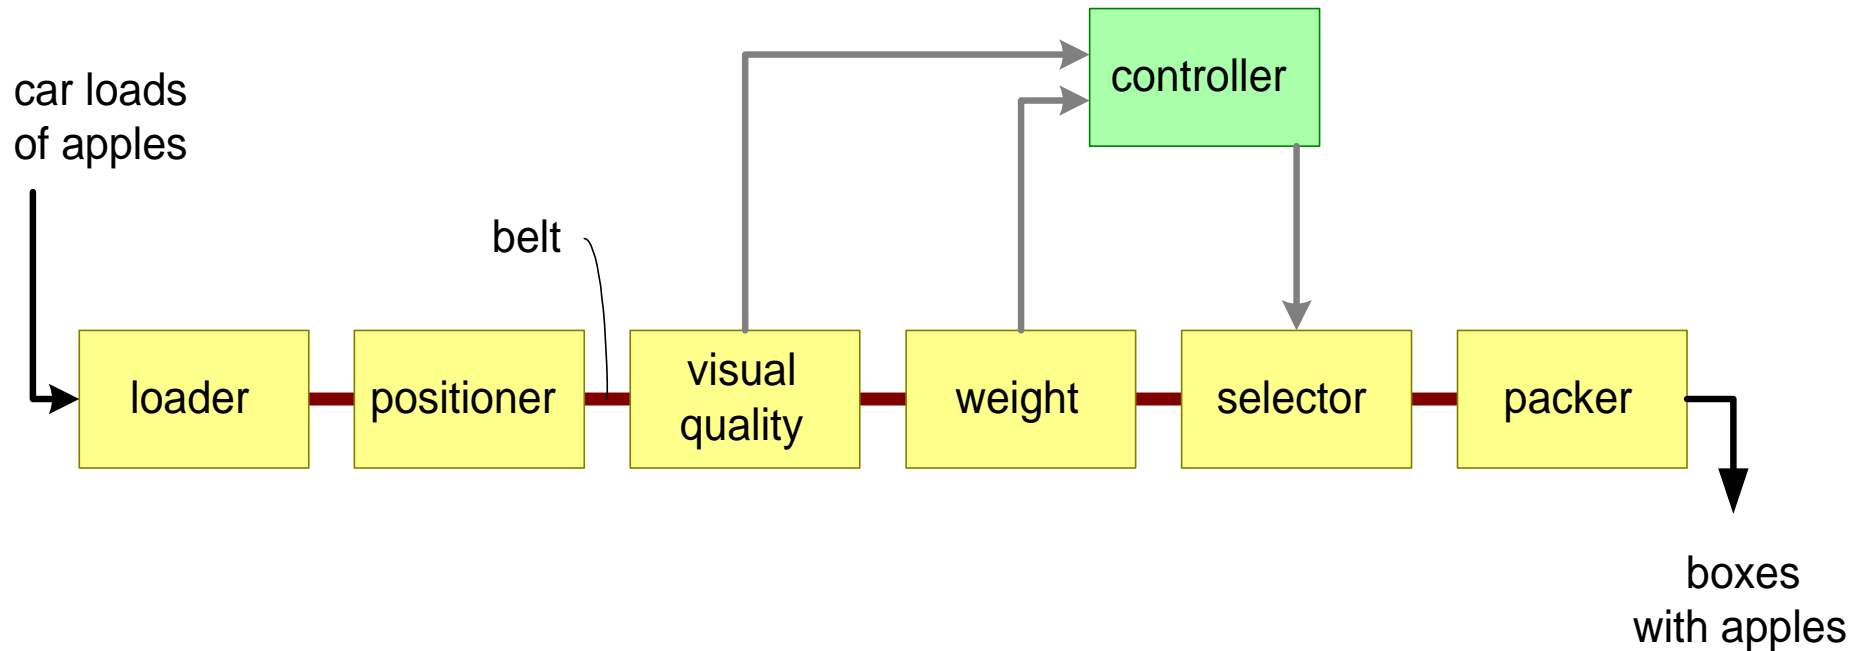 car loads
of apples
controller
belt
loader
positioner
visual
quality
weight
selector
packer
boxes
with apples